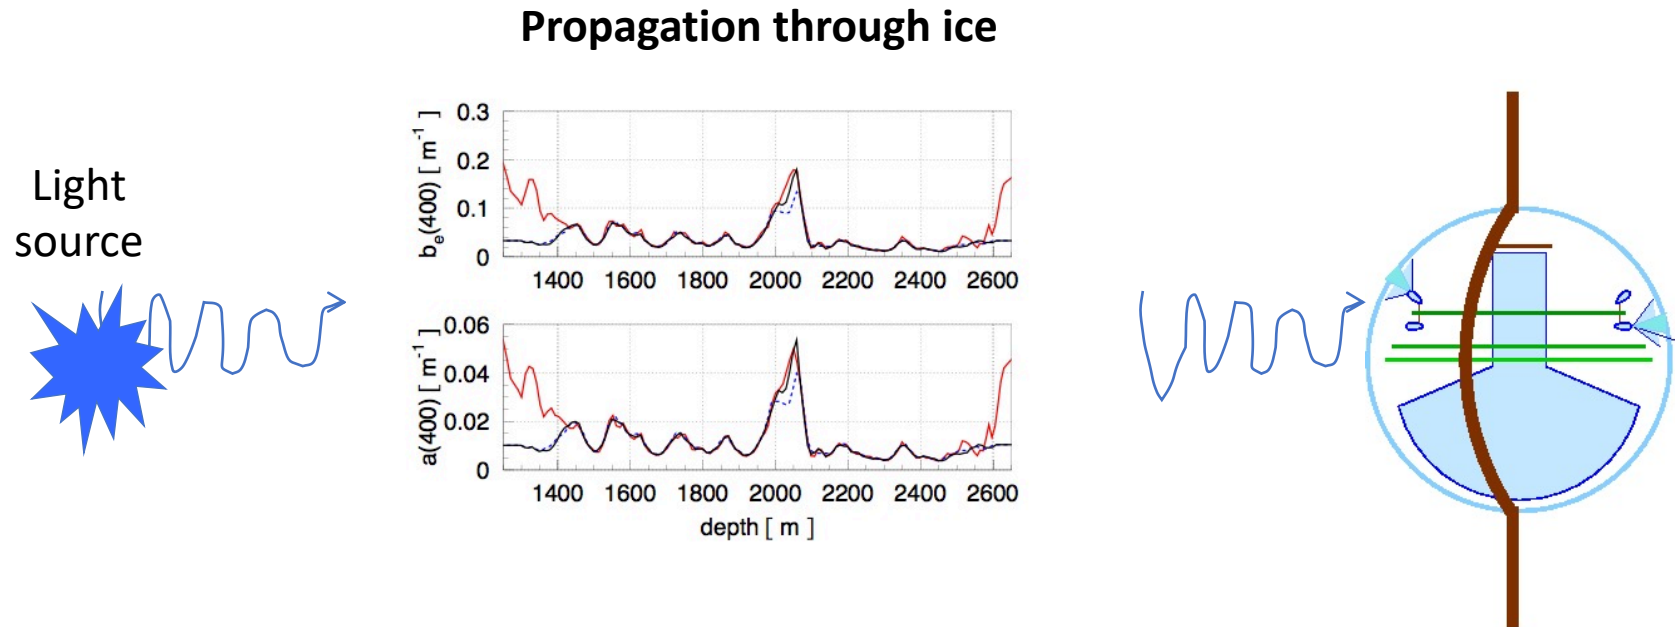 Propagation through ice
Light
source
b_e(400) [ m^-1 ]
0.3
0.2
0.1
0
1400 1600 1800 2000 2200 2400 2600
a(400) [ m^-1 ]
0.06
0.04
0.02
0
1400 1600 1800 2000 2200 2400 2600
depth [ m ]